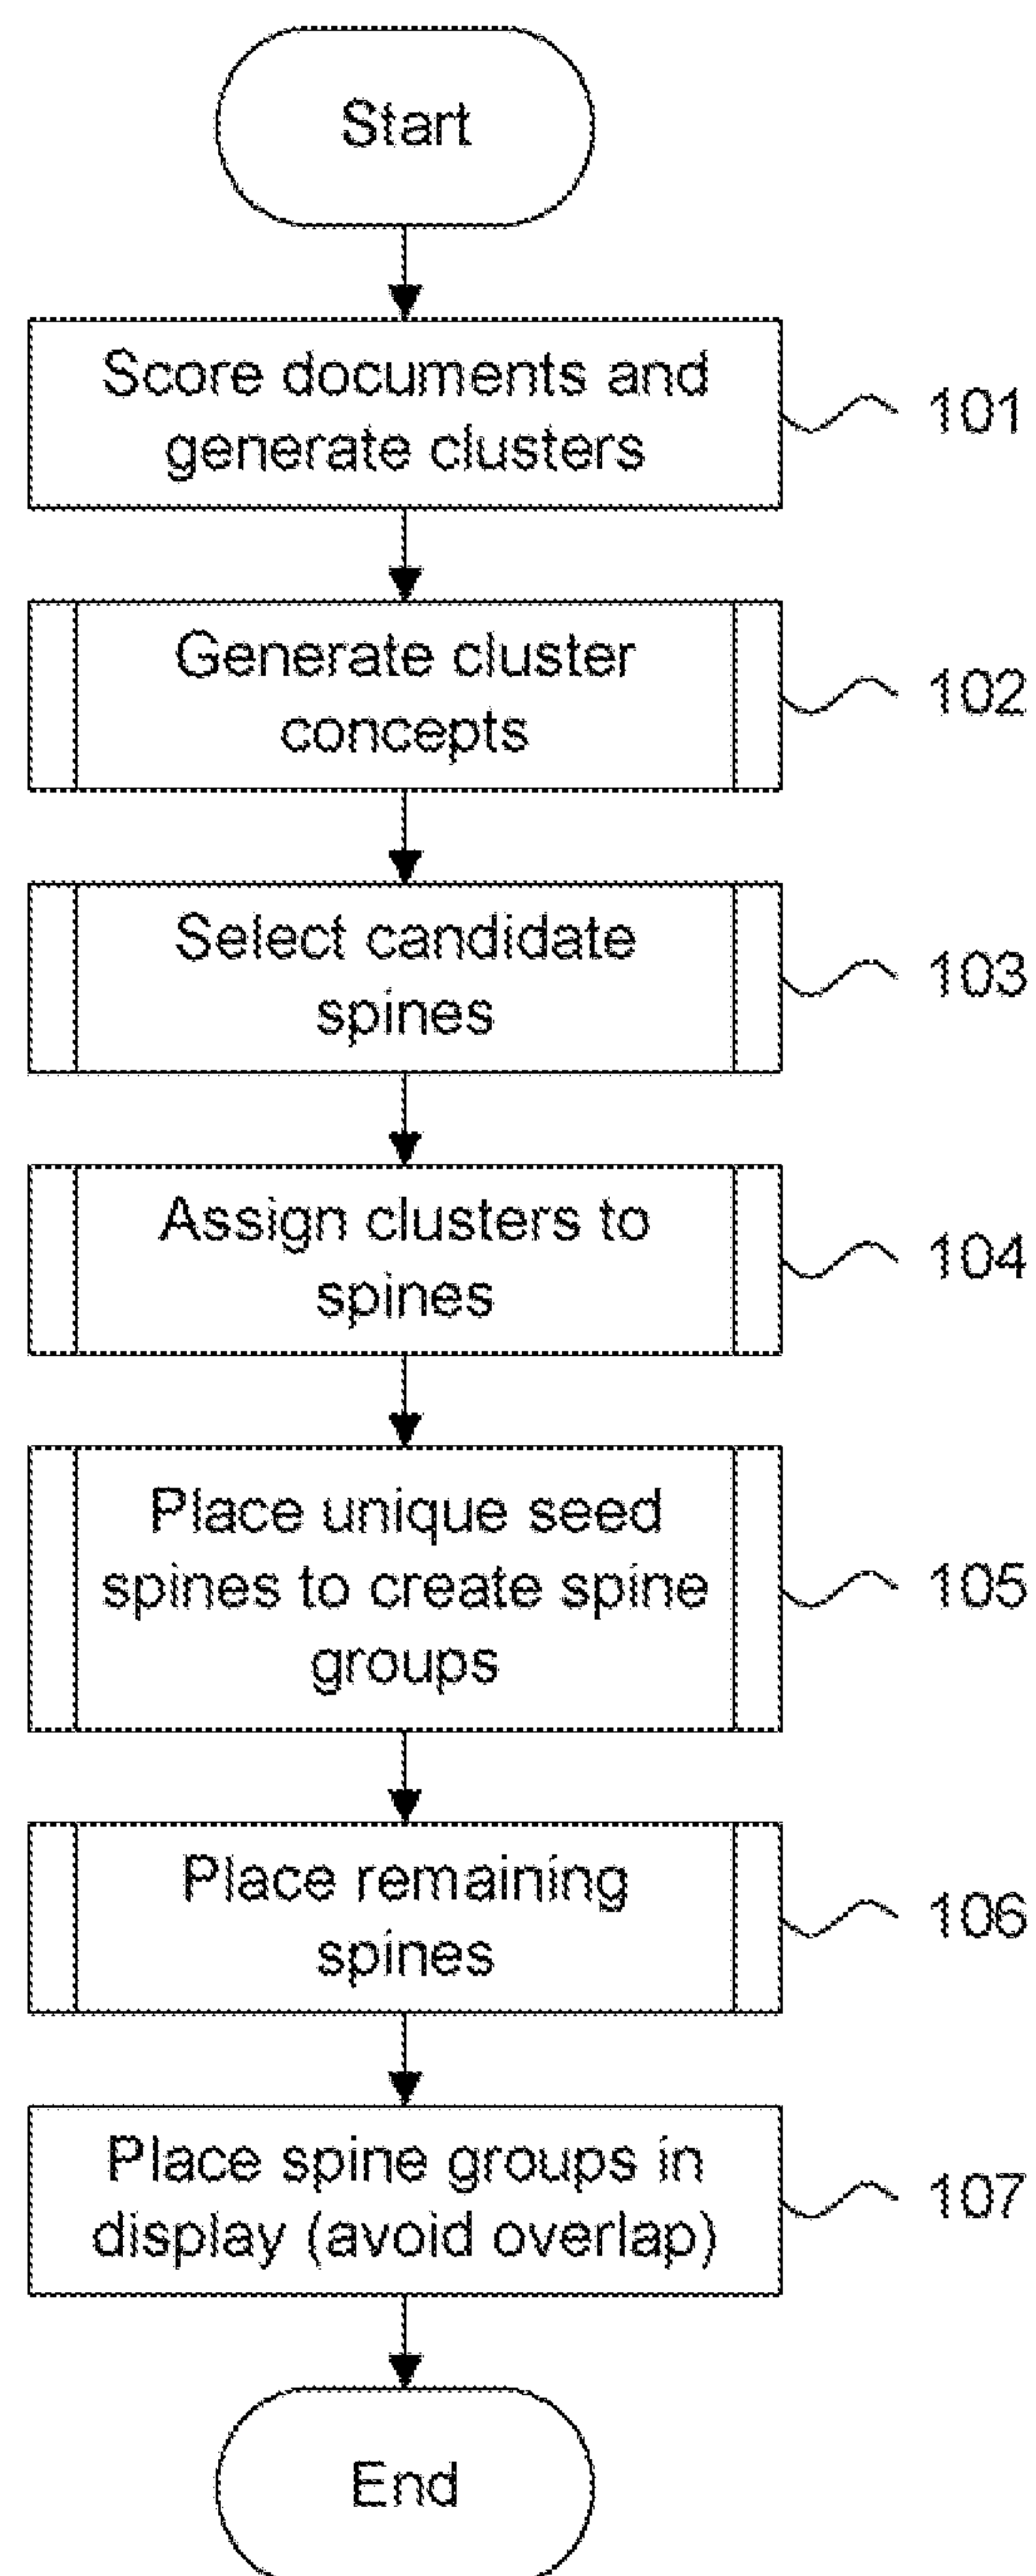 Start
Score documents and
generate clusters
101
Generate cluster
concepts
102
Select candidate
spines
103
Assign clusters to
spines
104
Place unique seed
spines to create spine
groups
105
Place remaining
spines
106
Place spine groups in
display (avoid overlap)
107
End